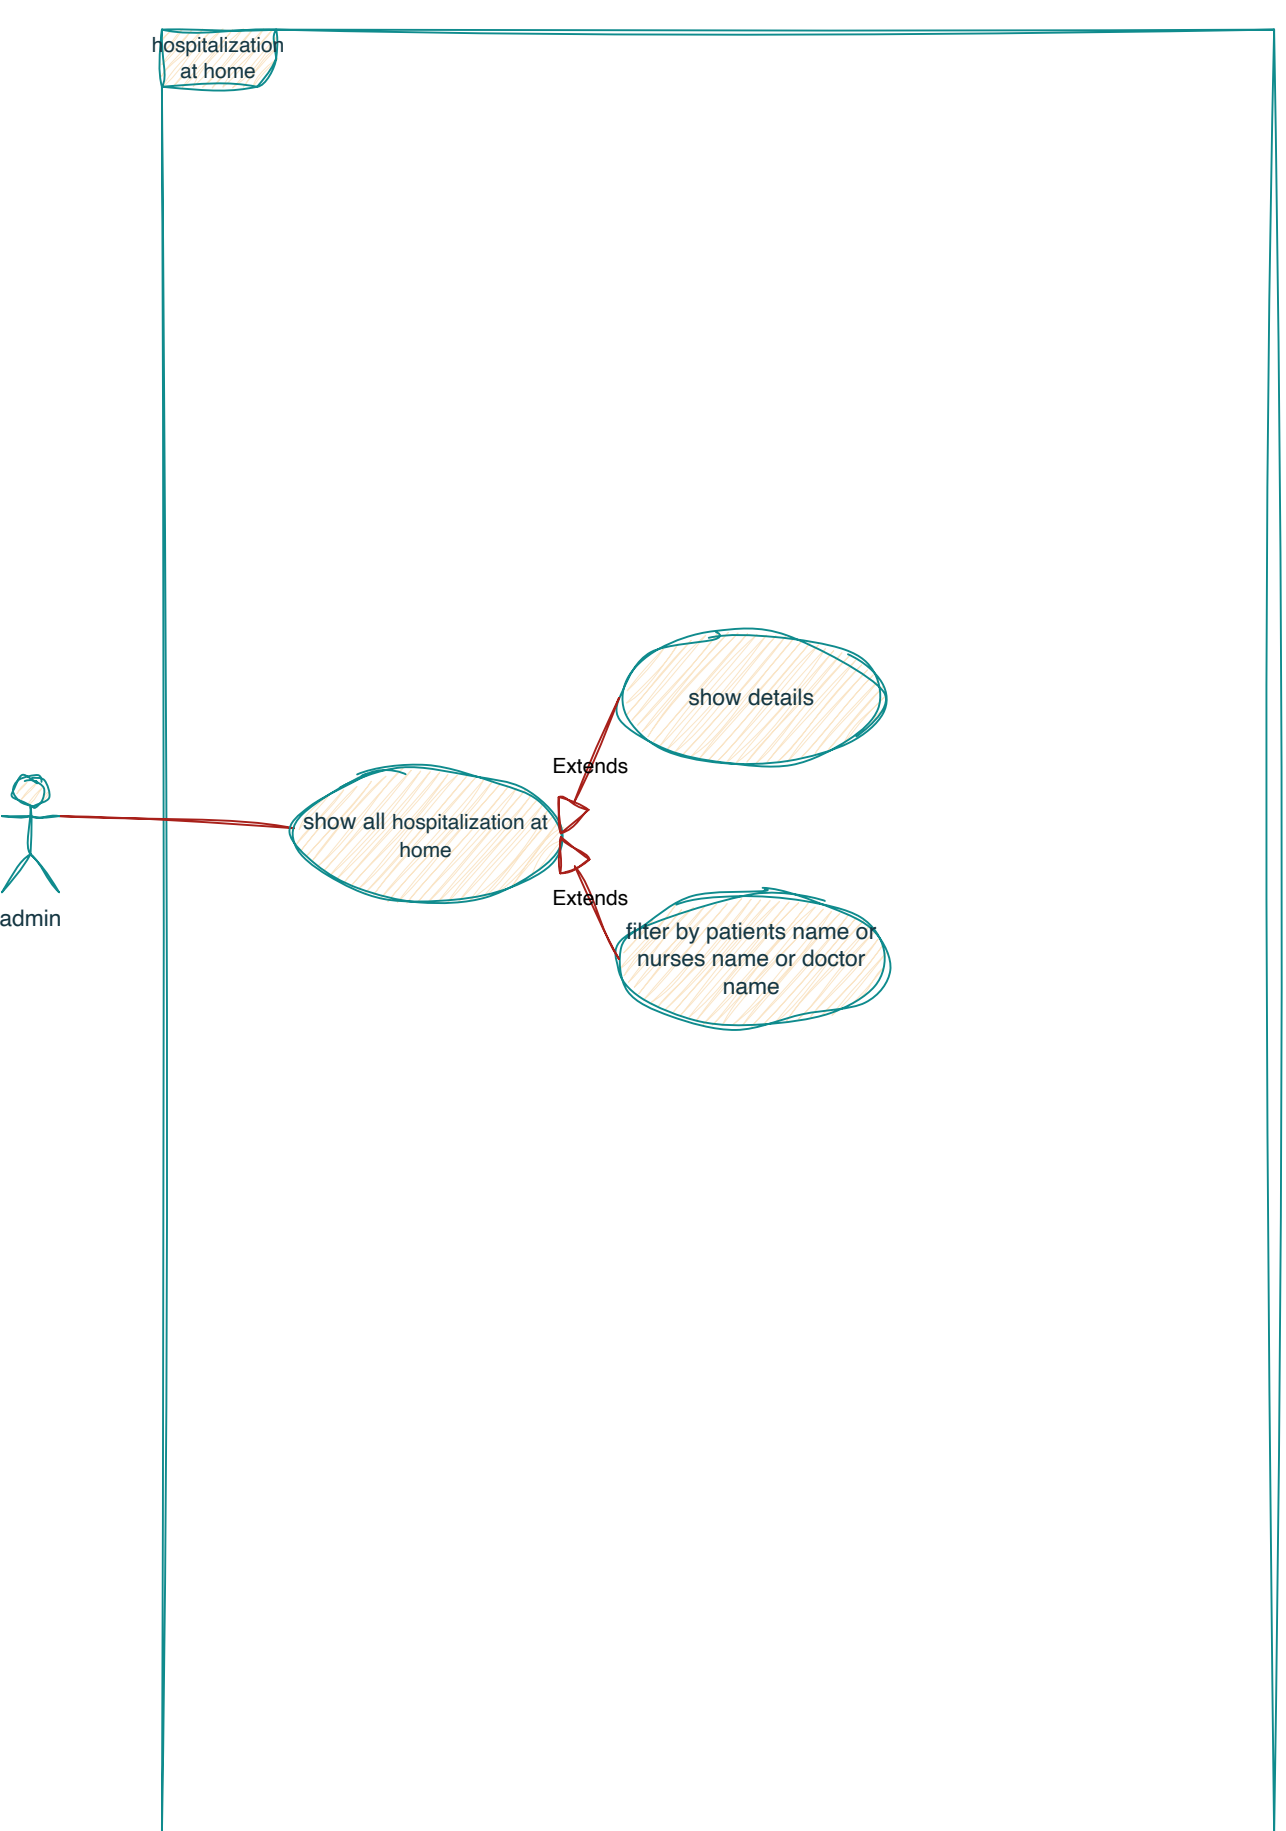 hospitalization
at home
show details
Extends
show all hospitalization at
home
admin
Extends
filter by patients name or
nurses name or doctor
name